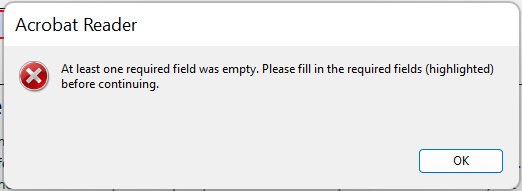 Acrobat Reader
At least one required field was empty. Please fill in the required fields (highlighted)
before continuing.
OK